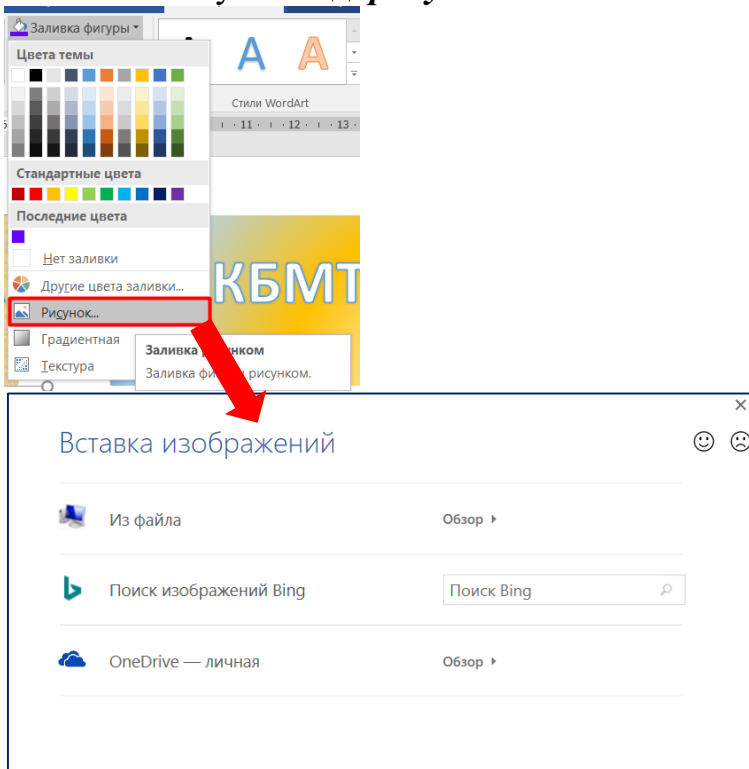 Заливка фигуры
Цвета темы
A A
Стили WordArt
11 · 12 · 13
Стандартные цвета
Последние цвета
Нет заливки
Другие цвета заливки...
КБМТ
Рисунок...
Градиентная
Заливка рисунком
Текстура
Заливка фигуры рисунком.
Вставка изображений
Из файла
Обзор
Поиск изображений Bing
Поиск Bing
OneDrive — личная
Обзор